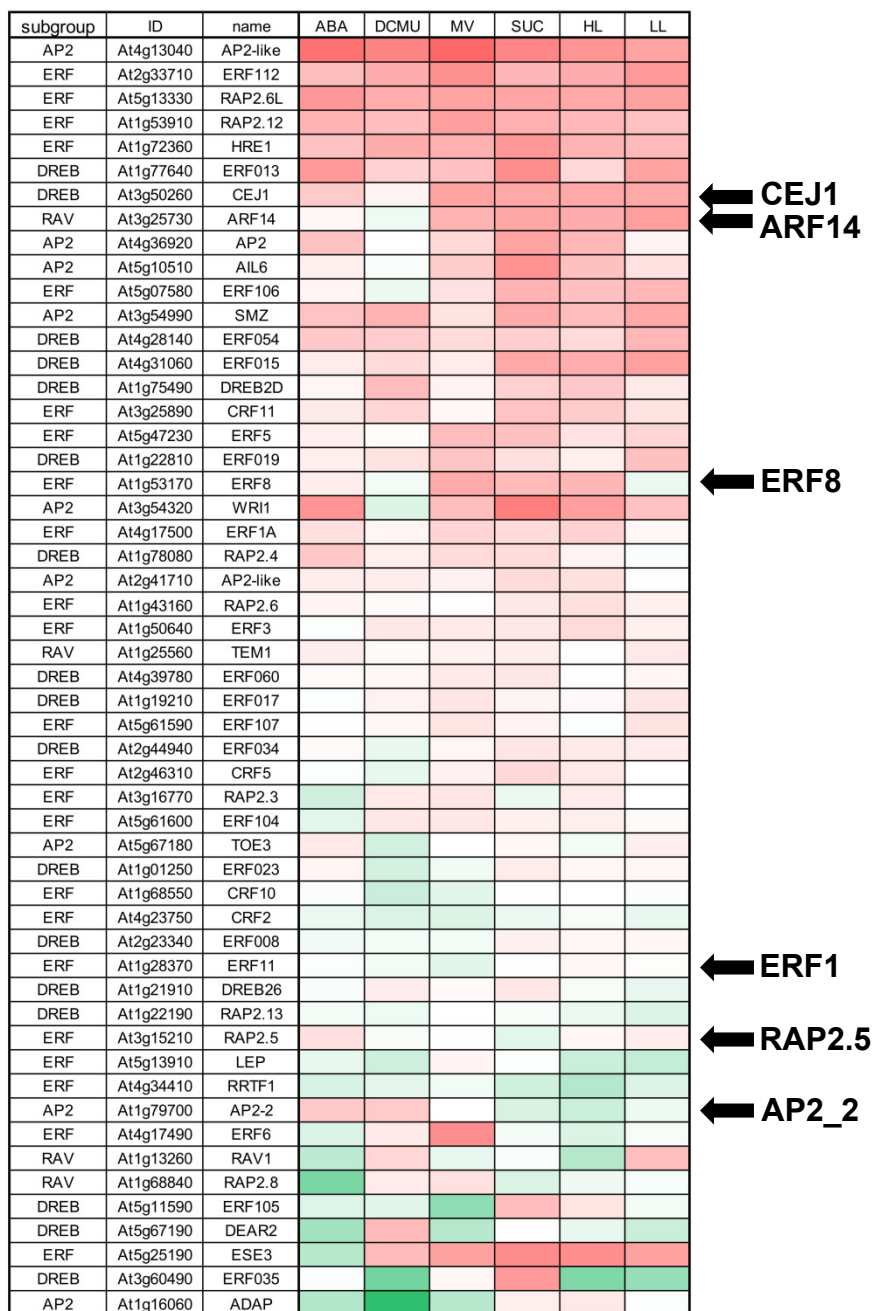 subgroup ID name ABA DCMU MV SUC HL LL
AP2 At4g13040 AP2-like
ERF At2g33710 ERF112
ERF At5g13330 RAP2.6L
ERF At1g53910 RAP2.12
ERF At1g72360 HRE1
DREB At1g77640 ERF013
DREB At3g50260 CEJ1 CEJ1
RAV At3g25730 ARF14 ARF14
AP2 At4g36920 AP2
AP2 At5g10510 AIL6
ERF At5g07580 ERF106
AP2 At3g54990 SMZ
DREB At4g28140 ERF054
DREB At4g31060 ERF015
DREB At1g75490 DREB2D
ERF At3g25890 CRF11
ERF At5g47230 ERF5
DREB At1g22810 ERF019
ERF At1g53170 ERF8 ERF8
AP2 At3g54320 WRI1
ERF At4g17500 ERF1A
DREB At1g78080 RAP2.4
AP2 At2g41710 AP2-like
ERF At1g43160 RAP2.6
ERF At1g50640 ERF3
RAV At1g25560 TEM1
DREB At4g39780 ERF060
DREB At1g19210 ERF017
ERF At5g61590 ERF107
DREB At2g44940 ERF034
ERF At2g46310 CRF5
ERF At3g16770 RAP2.3
ERF At5g61600 ERF104
AP2 At5g67180 TOE3
DREB At1g01250 ERF023
ERF At1g68550 CRF10
ERF At4g23750 CRF2
DREB At2g23340 ERF008
ERF At1g28370 ERF11 ERF1
DREB At1g21910 DREB26
DREB At1g22190 RAP2.13
ERF At3g15210 RAP2.5 RAP2.5
ERF At5g13910 LEP
ERF At4g34410 RRTF1
AP2 At1g79700 AP2-2 AP2_2
ERF At4g17490 ERF6
RAV At1g13260 RAV1
RAV At1g68840 RAP2.8
DREB At5g11590 ERF105
DREB At5g67190 DEAR2
ERF At5g25190 ESE3
DREB At3g60490 ERF035
AP2 At1g16060 ADAP